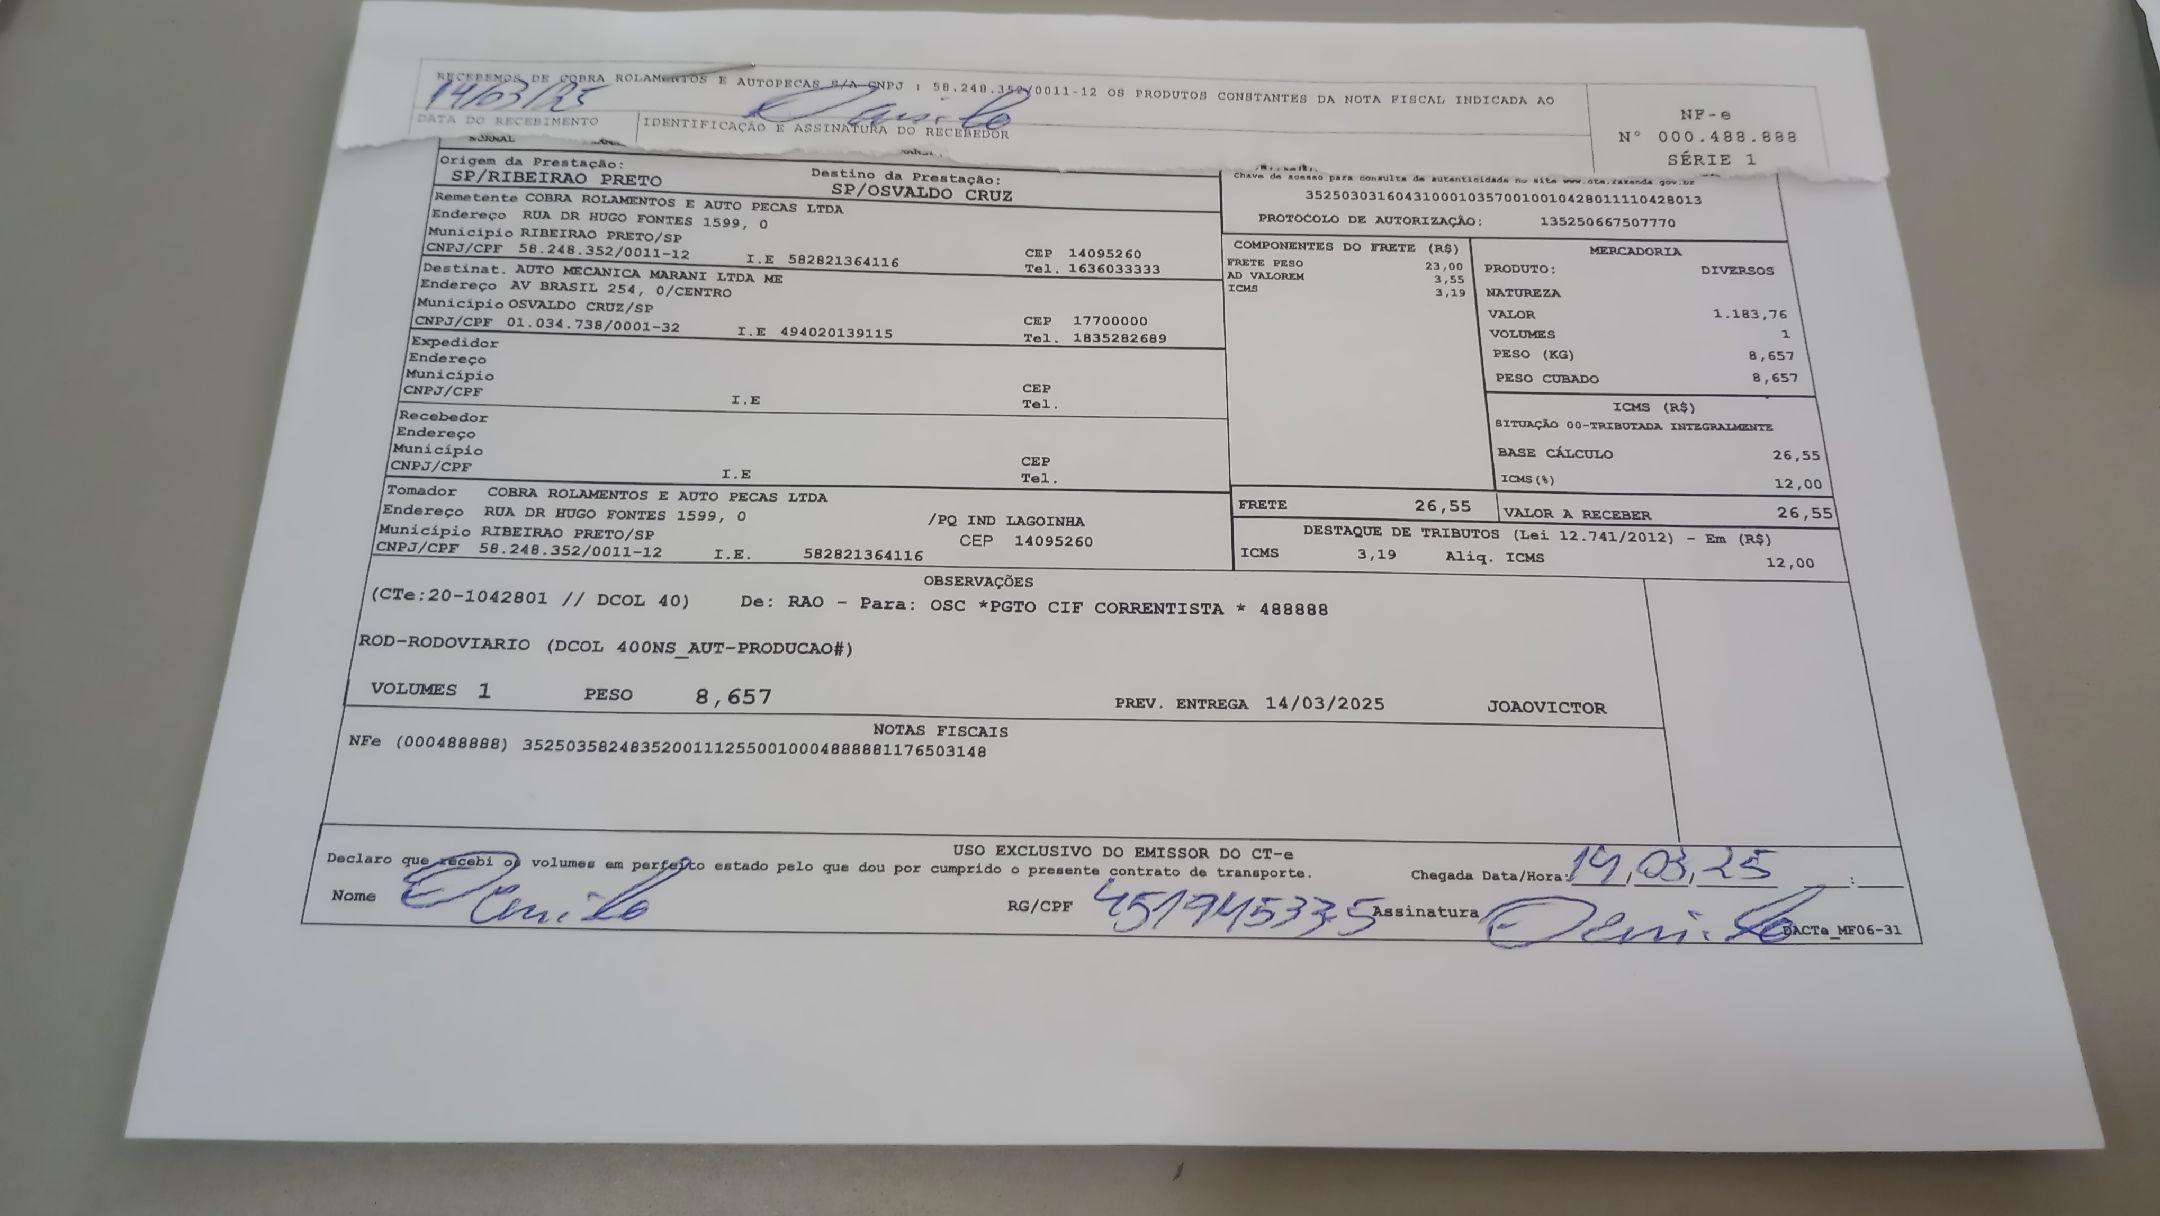 RECEBEMOS DE COBRA ROLAMENTOS E AUTOPECAS S/A CNPJ : 58.248.352/0011-12 OS PRODUTOS CONSTANTES DA NOTA FISCAL INDICADA AO
14/03/25
DATA DO RECEBIMENTO IDENTIFICAÇÃO E ASSINATURA DO RECEBEDOR
NF-e
Nº 000.488.888
SÉRIE 1
NORMAL
Origem da Prestação: Destino da Prestação:
SP/RIBEIRAO PRETO SP/OSVALDO CRUZ
Remetente COBRA ROLAMENTOS E AUTO PECAS LTDA
Endereço RUA DR HUGO FONTES 1599, 0
Município RIBEIRAO PRETO/SP CEP 14095260
CNPJ/CPF 58.248.352/0011-12 I.E 582821364116 Tel. 1636033333
Destinat. AUTO MECANICA MARANI LTDA ME
Endereço AV BRASIL 254, 0/CENTRO
Município OSVALDO CRUZ/SP CEP 17700000
CNPJ/CPF 01.034.738/0001-32 I.E 494020139115 Tel. 1835282689
Expedidor
Endereço
Município CEP
CNPJ/CPF I.E Tel.
Recebedor
Endereço
Município CEP
CNPJ/CPF I.E Tel.
Tomador COBRA ROLAMENTOS E AUTO PECAS LTDA
Endereço RUA DR HUGO FONTES 1599, 0 /PQ IND LAGOINHA
Município RIBEIRAO PRETO/SP CEP 14095260
CNPJ/CPF 58.248.352/0011-12 I.E. 582821364116
Chave de acesso para consulta de autenticidade no site www.cte.fazenda.gov.br
35250303160431000103570010010428011110428013
PROTOCOLO DE AUTORIZAÇÃO: 135250667507770
COMPONENTES DO FRETE (R$)
FRETE PESO 23,00
AD VALOREM 3,55
ICMS 3,19
MERCADORIA
PRODUTO: DIVERSOS
NATUREZA
VALOR 1.183,76
VOLUMES 1
PESO (KG) 8,657
PESO CUBADO 8,657
ICMS (R$)
SITUAÇÃO 00-TRIBUTADA INTEGRALMENTE
BASE CÁLCULO 26,55
ICMS(%) 12,00
FRETE 26,55 VALOR A RECEBER 26,55
DESTAQUE DE TRIBUTOS (Lei 12.741/2012) - Em (R$)
ICMS 3,19 Aliq. ICMS 12,00
OBSERVAÇÕES
(CTe:20-1042801 // DCOL 40) De: RAO - Para: OSC *PGTO CIF CORRENTISTA * 488888
ROD-RODOVIARIO (DCOL 400NS_AUT-PRODUCAO#)
VOLUMES 1 PESO 8,657 PREV. ENTREGA 14/03/2025 JOAOVICTOR
NOTAS FISCAIS
NFe (000488888) 35250358248352001112550010004888881176503148
USO EXCLUSIVO DO EMISSOR DO CT-e
Declaro que recebi os volumes em perfeito estado pelo que dou por cumprido o presente contrato de transporte. Chegada Data/Hora: 14,03,25 :
Nome Danilo RG/CPF 451745335 Assinatura Danilo
DACTe_MF06-31